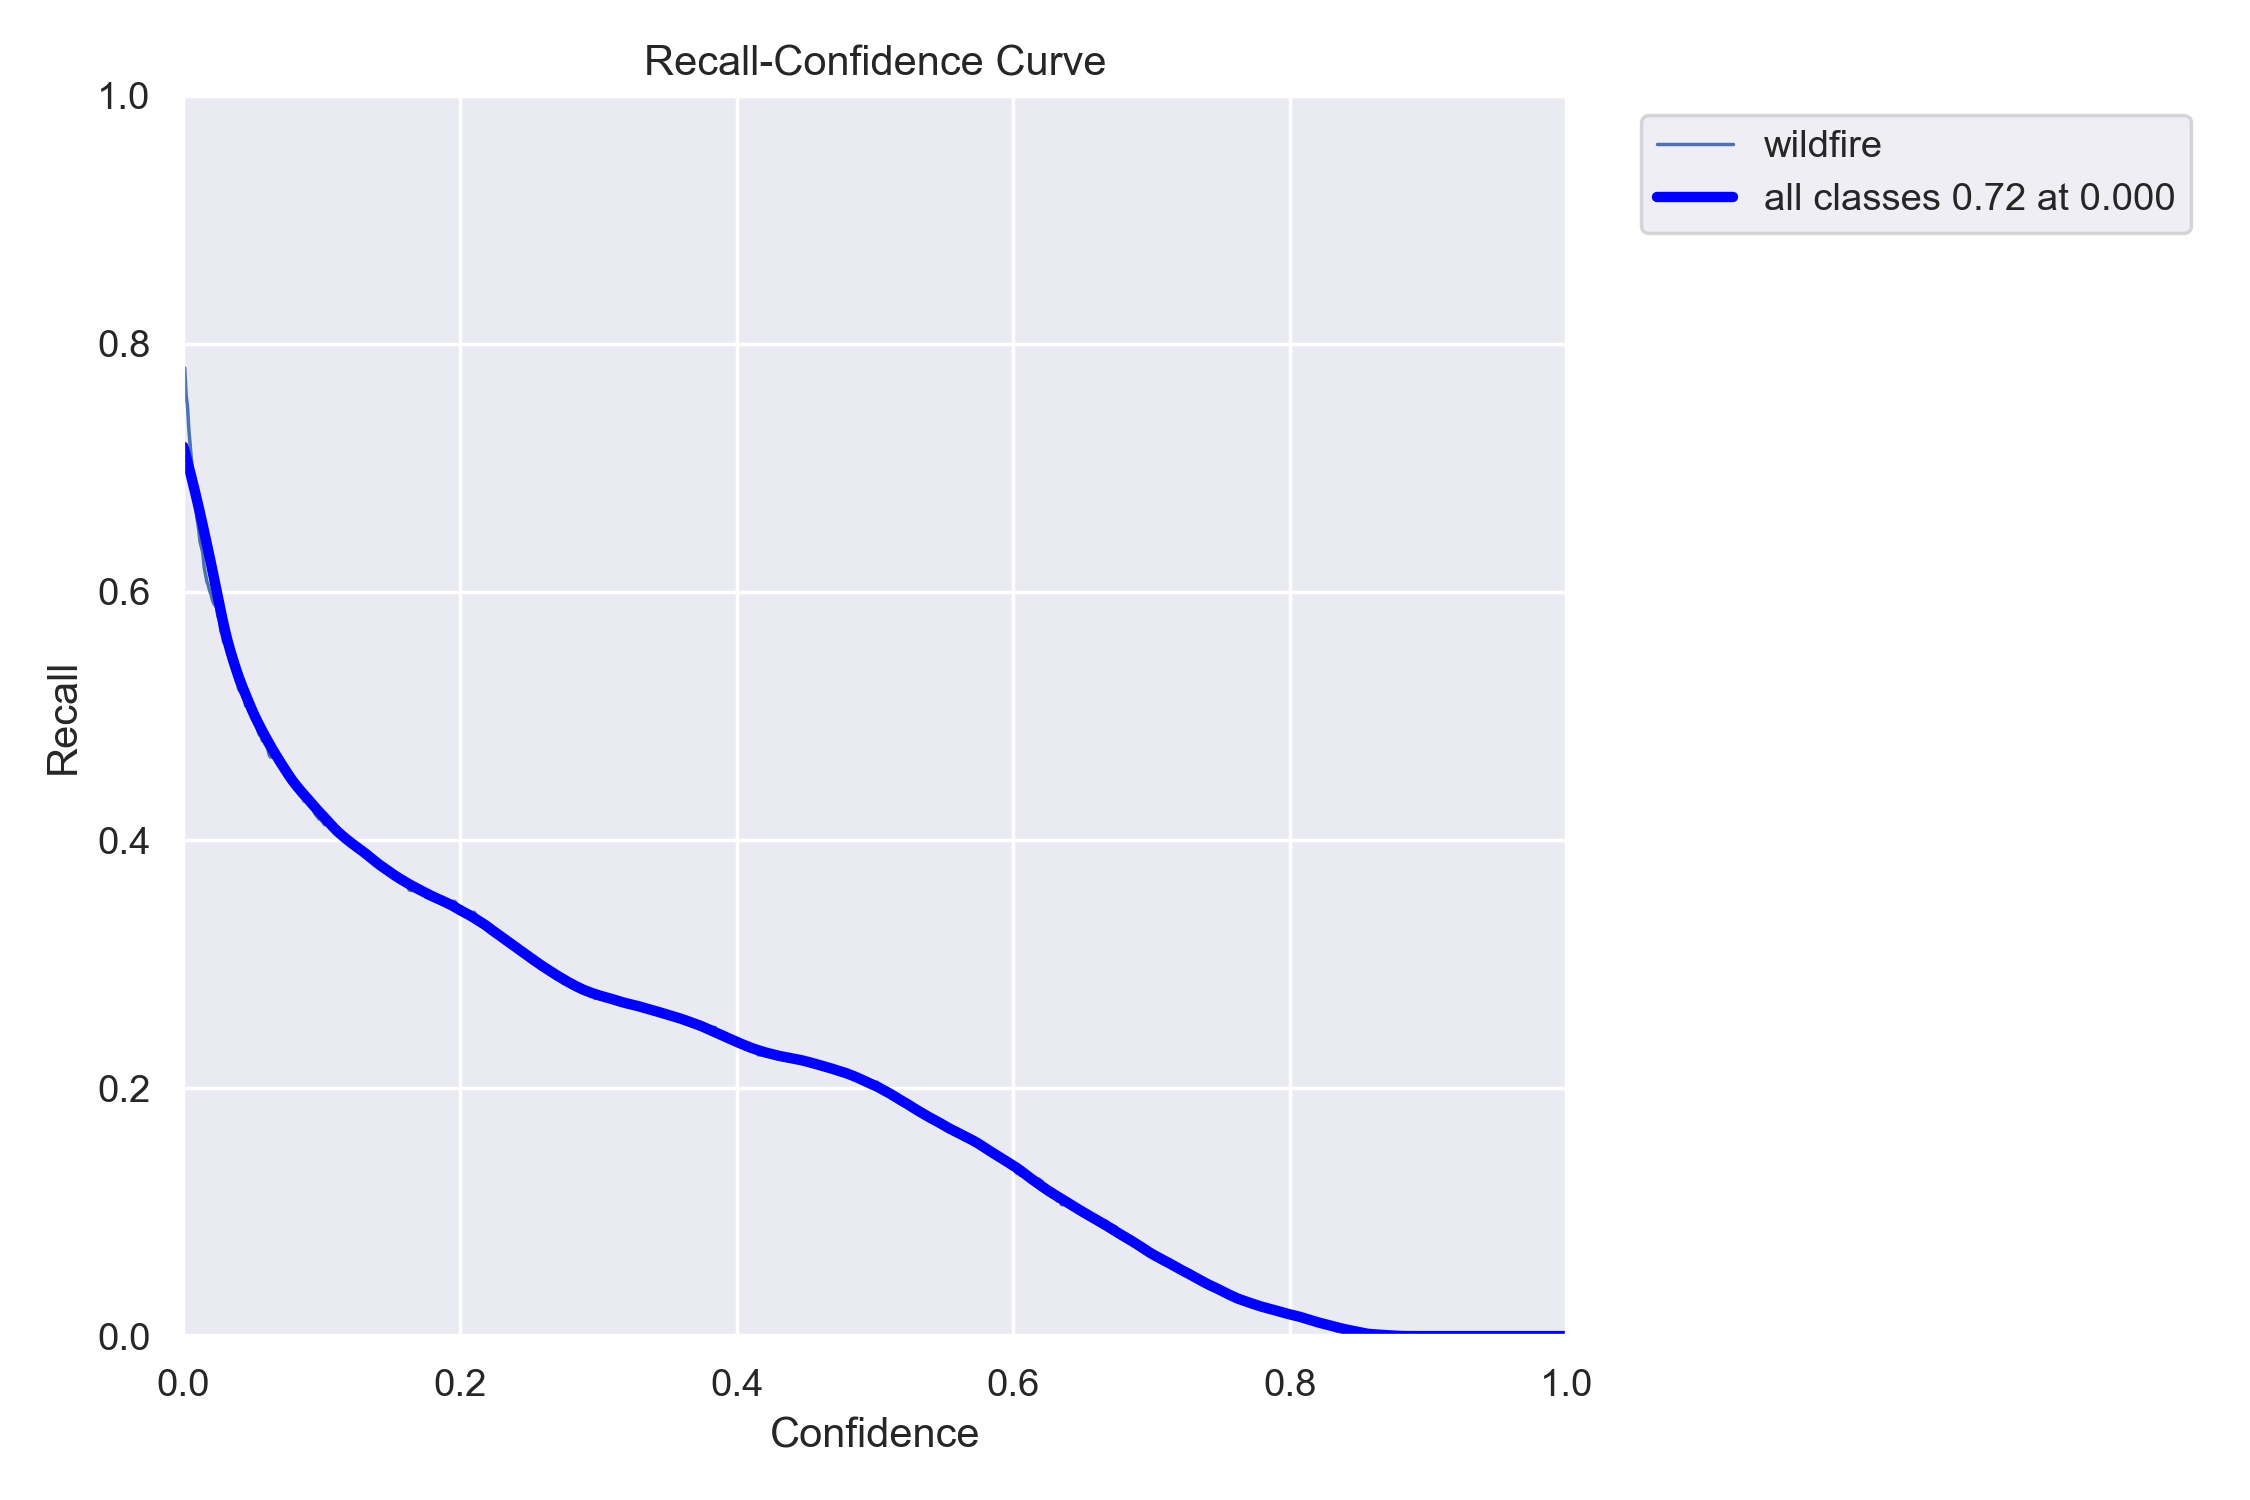 Recall-Confidence Curve
1.0
0.8
0.6
0.4
0.2
0.0
Recall
0.0 0.2 0.4 0.6 0.8 1.0
Confidence
wildfire
all classes 0.72 at 0.000